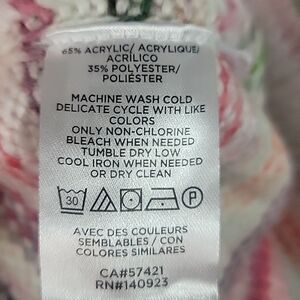 65% ACRYLIC/ ACRYLIQUE/
ACRÍLICO
35% POLYESTER/
POLIÉSTER
MACHINE WASH COLD
DELICATE CYCLE WITH LIKE
COLORS
ONLY NON-CHLORINE
BLEACH WHEN NEEDED
TUMBLE DRY LOW
COOL IRON WHEN NEEDED
OR DRY CLEAN
30 P
AVEC DES COULEURS
SEMBLABLES / CON
COLORES SIMILARES
CA#57421
RN#140923